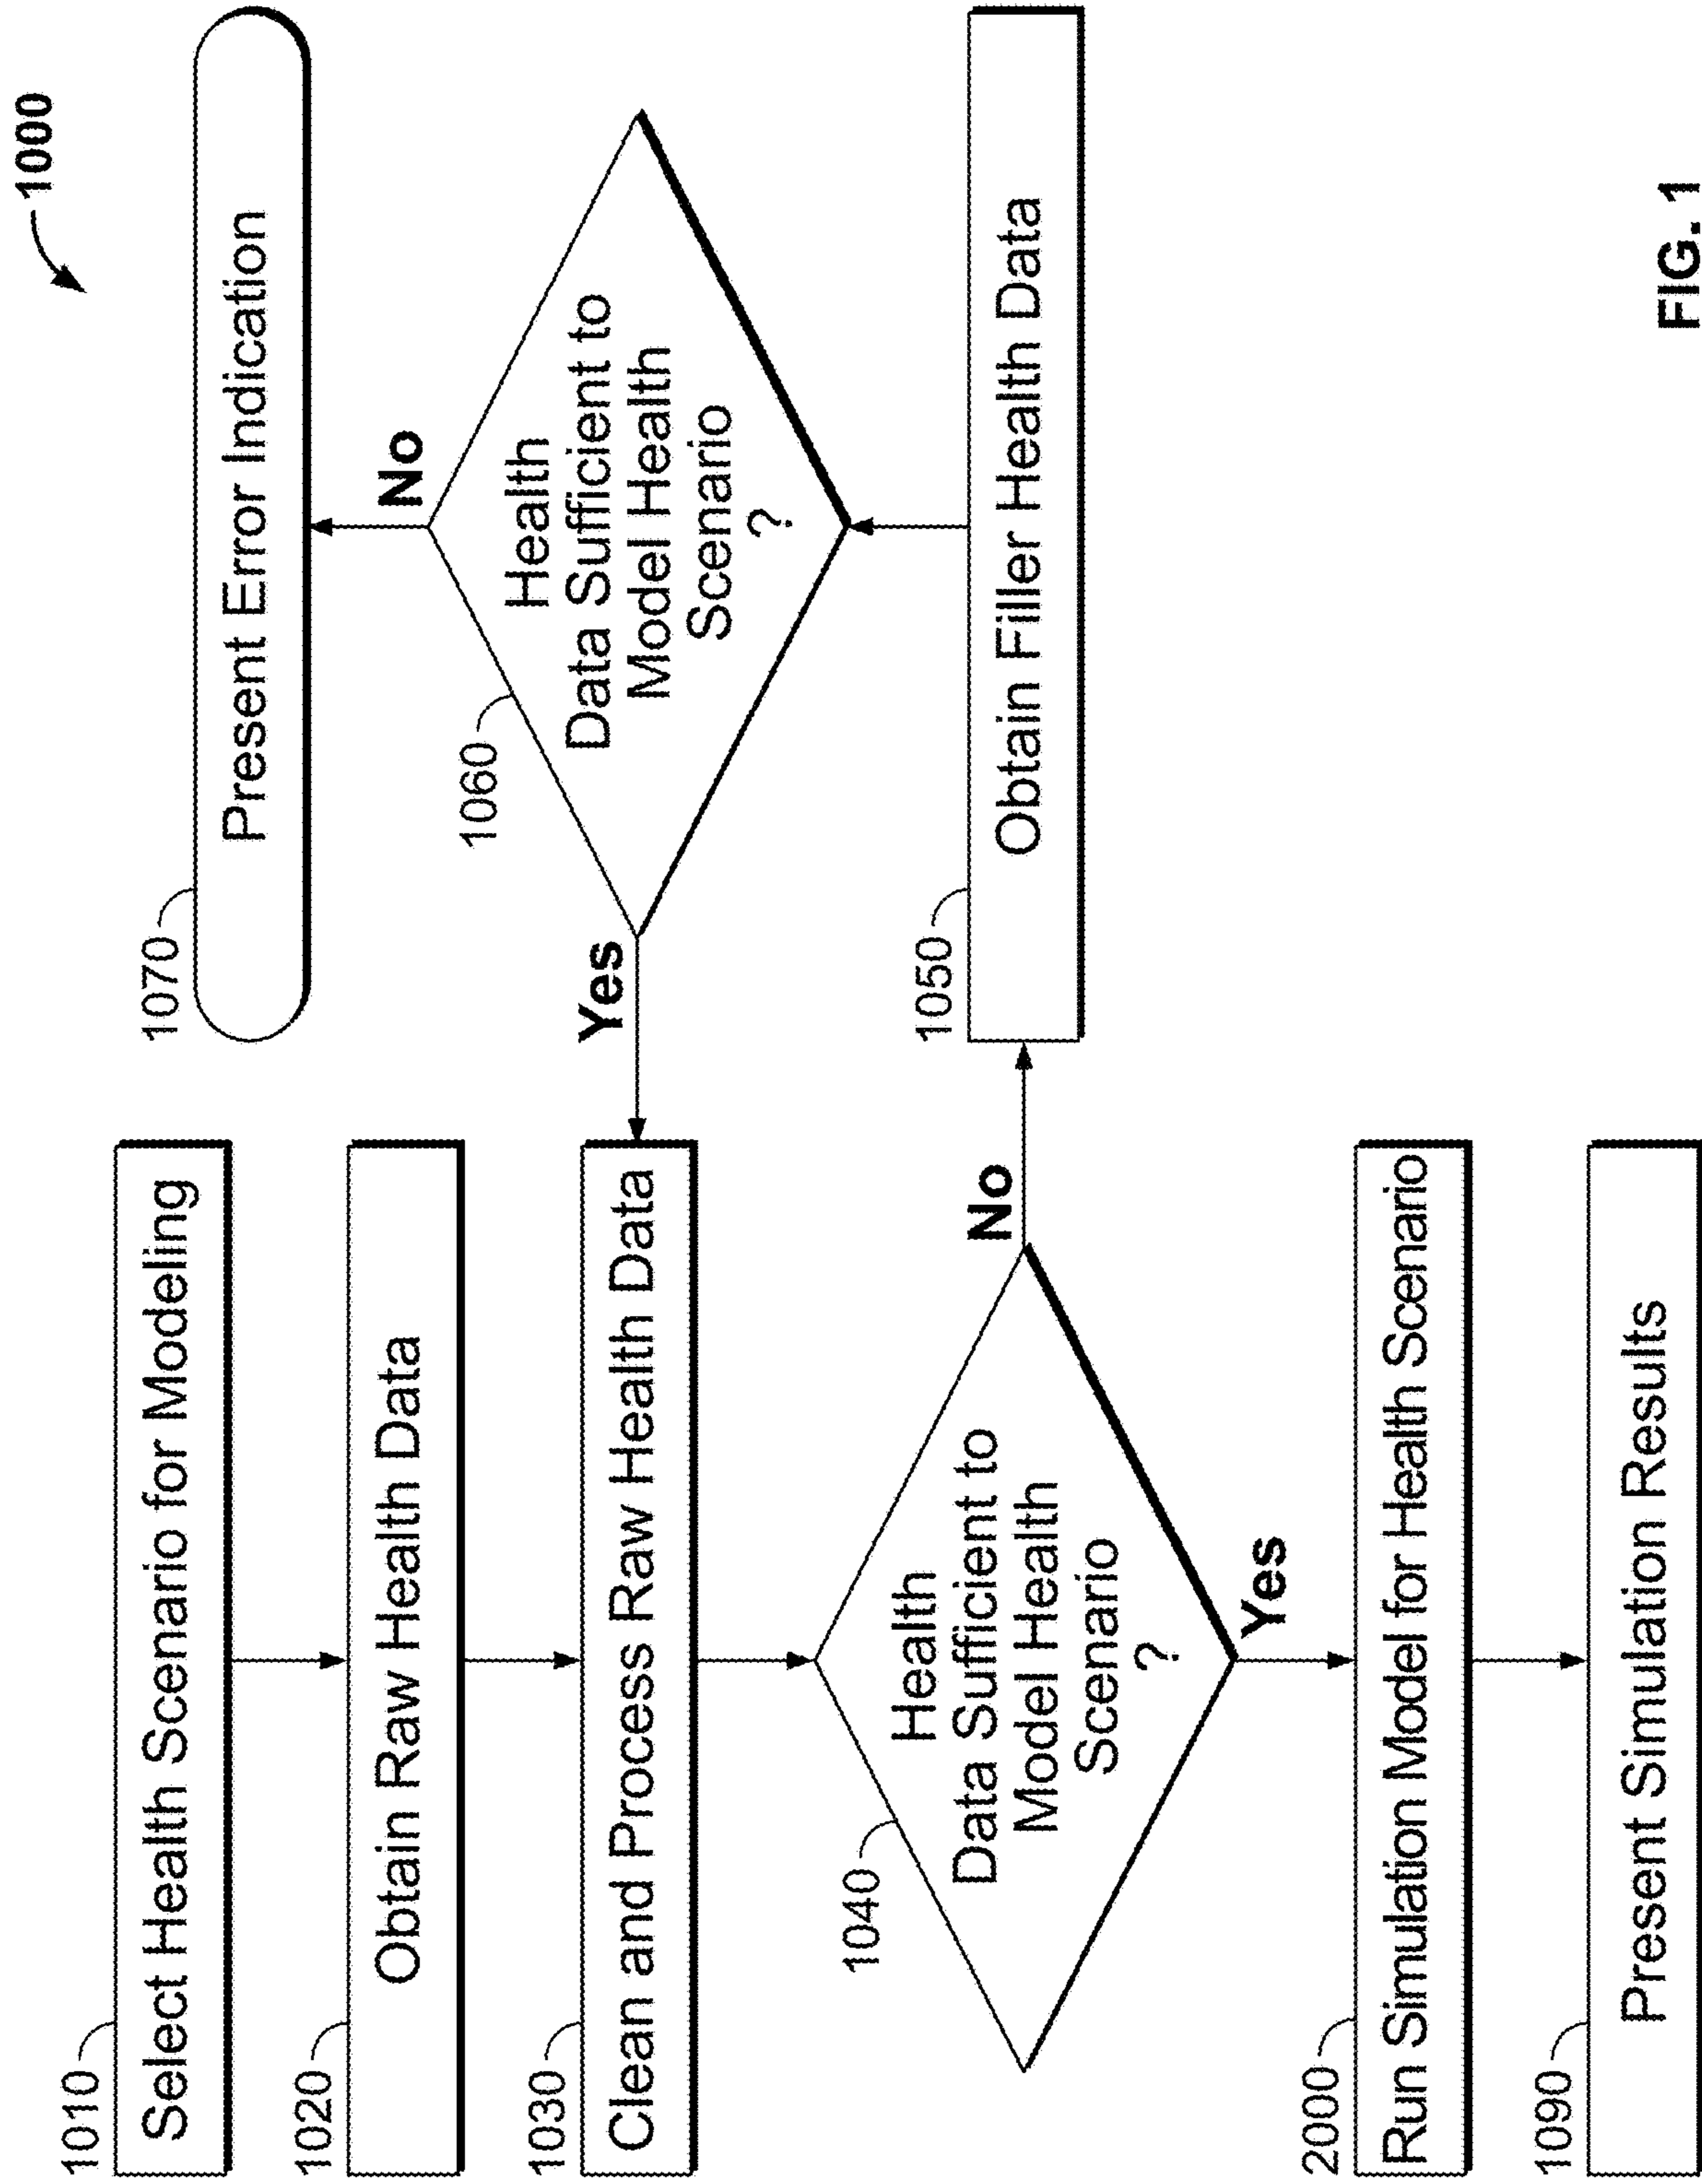 1000
1010
Select Health Scenario for Modeling
1020
Obtain Raw Health Data
1030
Clean and Process Raw Health Data
1040
Health
Data Sufficient to
Model Health
Scenario
?
No
Yes
2000
Run Simulation Model for Health Scenario
1090
Present Simulation Results
1070
Present Error Indication
No
1060
Health
Data Sufficient to
Model Health
Scenario
?
Yes
1050
Obtain Filler Health Data
FIG. 1